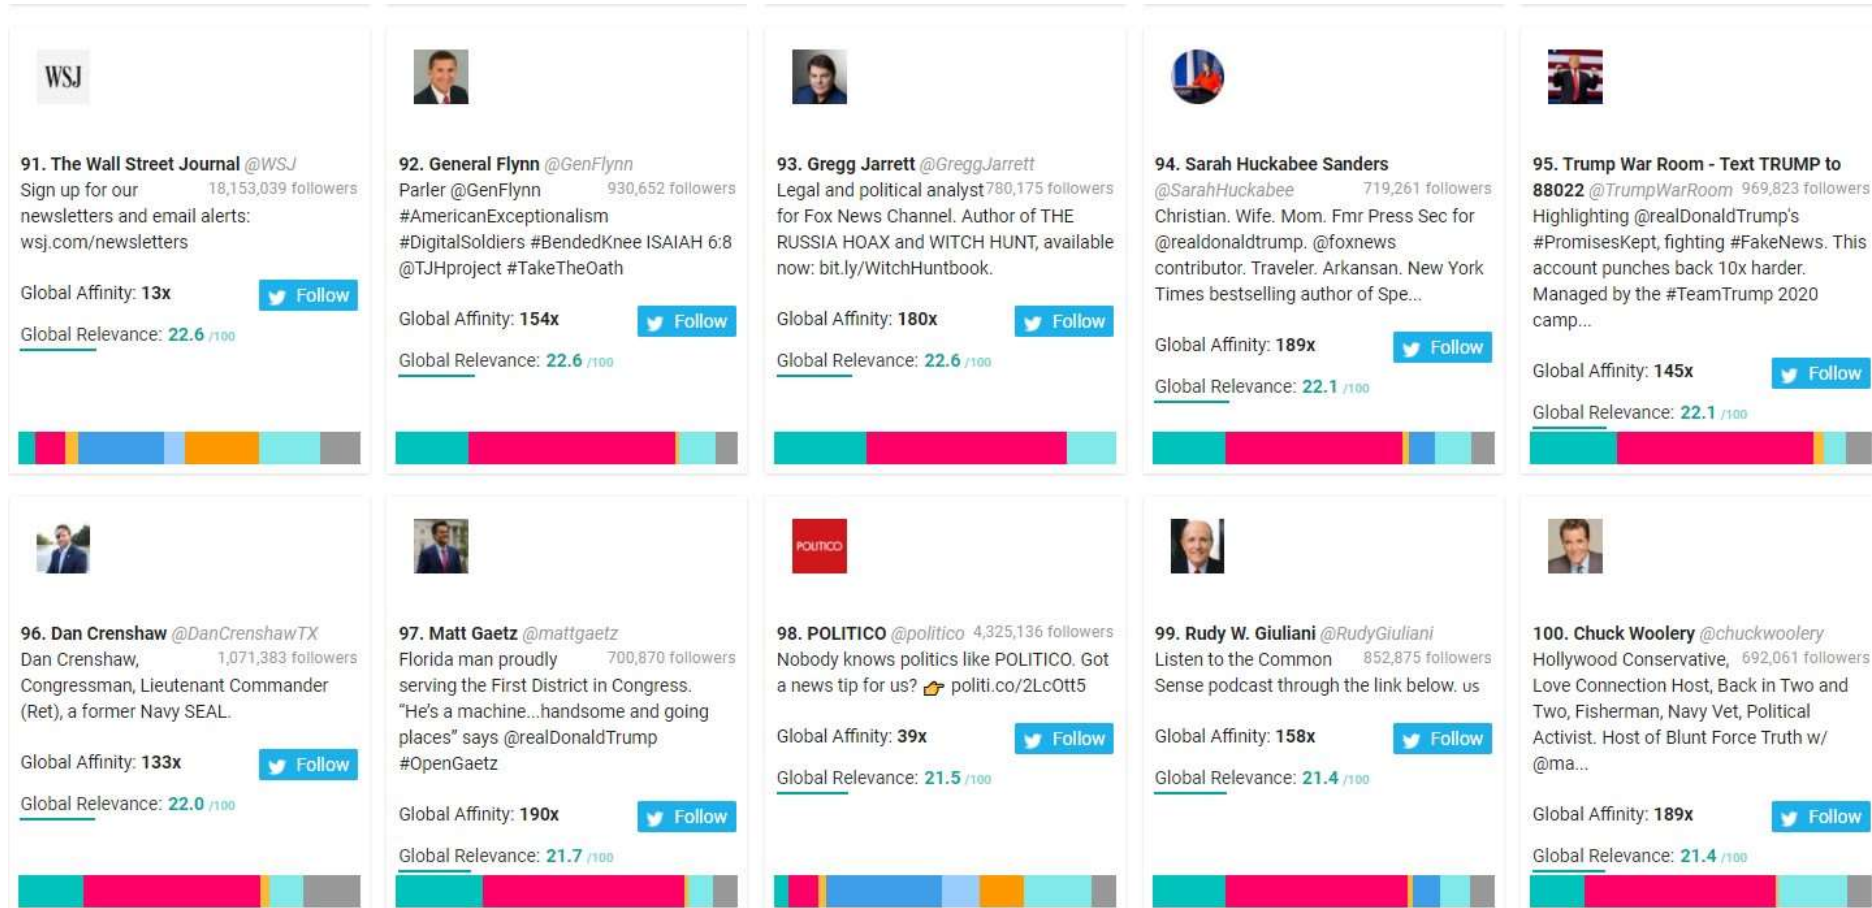 WSJ
91. The Wall Street Journal @WSJ
Sign up for our 18,153,039 followers
newsletters and email alerts:
wsj.com/newsletters
Global Affinity: 13x Follow
Global Relevance: 22.6 /100
92. General Flynn @GenFlynn
Parler @GenFlynn 930,652 followers
#AmericanExceptionalism
#DigitalSoldiers #BendedKnee ISAIAH 6:8
@TJHproject #TakeTheOath
Global Affinity: 154x Follow
Global Relevance: 22.6 /100
93. Gregg Jarrett @GreggJarrett
Legal and political analyst 780,175 followers
for Fox News Channel. Author of THE
RUSSIA HOAX and WITCH HUNT, available
now: bit.ly/WitchHuntbook.
Global Affinity: 180x Follow
Global Relevance: 22.6 /100
94. Sarah Huckabee Sanders
@SarahHuckabee 719,261 followers
Christian. Wife. Mom. Fmr Press Sec for
@realdonaldtrump. @foxnews
contributor. Traveler. Arkansan. New York
Times bestselling author of Spe...
Global Affinity: 189x Follow
Global Relevance: 22.1 /100
95. Trump War Room - Text TRUMP to
88022 @TrumpWarRoom 969,823 followers
Highlighting @realDonaldTrump's
#PromisesKept, fighting #FakeNews. This
account punches back 10x harder.
Managed by the #TeamTrump 2020
camp...
Global Affinity: 145x Follow
Global Relevance: 22.1 /100
96. Dan Crenshaw @DanCrenshawTX
Dan Crenshaw, 1,071,383 followers
Congressman, Lieutenant Commander
(Ret), a former Navy SEAL.
Global Affinity: 133x Follow
Global Relevance: 22.0 /100
97. Matt Gaetz @mattgaetz
Florida man proudly 700,870 followers
serving the First District in Congress.
“He’s a machine...handsome and going
places” says @realDonaldTrump
#OpenGaetz
Global Affinity: 190x Follow
Global Relevance: 21.7 /100
POLITICO
98. POLITICO @politico 4,325,136 followers
Nobody knows politics like POLITICO. Got
a news tip for us? 👉 politi.co/2LcOtt5
Global Affinity: 39x Follow
Global Relevance: 21.5 /100
99. Rudy W. Giuliani @RudyGiuliani
Listen to the Common 852,875 followers
Sense podcast through the link below. us
Global Affinity: 158x Follow
Global Relevance: 21.4 /100
100. Chuck Woolery @chuckwoolery
Hollywood Conservative, 692,061 followers
Love Connection Host, Back in Two and
Two, Fisherman, Navy Vet, Political
Activist. Host of Blunt Force Truth w/
@ma...
Global Affinity: 189x Follow
Global Relevance: 21.4 /100